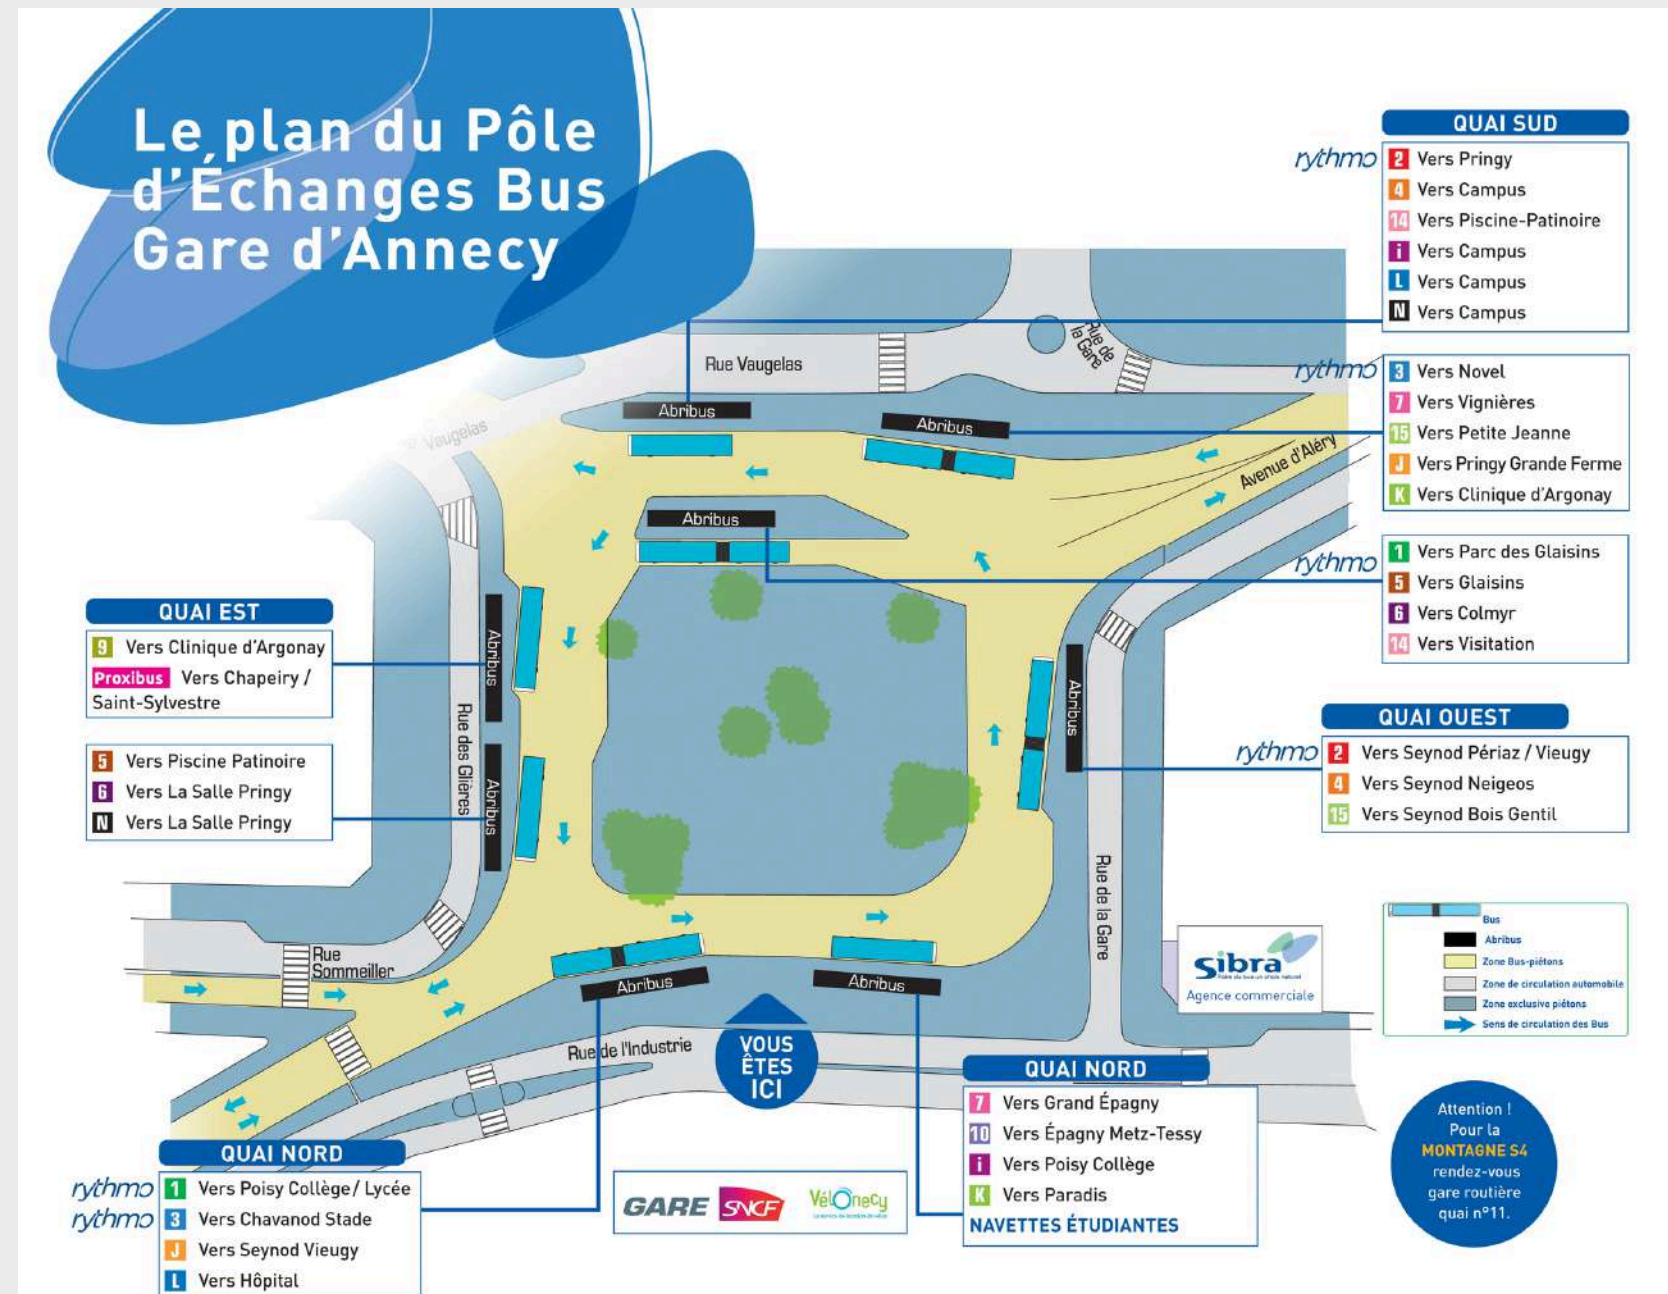 Le plan du Pôle
d'Échanges Bus
Gare d'Annecy
QUAI SUD
rythmo 2 Vers Pringy
4 Vers Campus
14 Vers Piscine-Patinoire
i Vers Campus
L Vers Campus
N Vers Campus
rythmo 3 Vers Novel
7 Vers Vignières
15 Vers Petite Jeanne
J Vers Pringy Grande Ferme
K Vers Clinique d'Argonay
rythmo 1 Vers Parc des Glaisins
5 Vers Glaisins
6 Vers Colmyr
14 Vers Visitation
QUAI OUEST
rythmo 2 Vers Seynod Périaz / Vieugy
4 Vers Seynod Neigeos
15 Vers Seynod Bois Gentil
QUAI EST
9 Vers Clinique d'Argonay
Proxibus Vers Chapeiry /
Saint-Sylvestre
5 Vers Piscine Patinoire
6 Vers La Salle Pringy
N Vers La Salle Pringy
Rue Vaugelas
Rue de
la Gare
Vaugelas
Abribus
Abribus
Abribus
Avenue d'Aléry
Abribus
Abribus
Rue des Glières
Abribus
Rue de la Gare
Rue
Sommeiller
Abribus
Abribus
Rue de l'Industrie
VOUS
ÊTES
ICI
sibra
Agence commerciale
Bus
Abribus
Zone Bus-piétons
Zone de circulation automobile
Zone exclusive piétons
Sens de circulation des Bus
QUAI NORD
7 Vers Grand Épagny
10 Vers Épagny Metz-Tessy
i Vers Poisy Collège
K Vers Paradis
NAVETTES ÉTUDIANTES
QUAI NORD
rythmo 1 Vers Poisy Collège/ Lycée
rythmo 3 Vers Chavanod Stade
J Vers Seynod Vieugy
L Vers Hôpital
GARE SNCF VélOnecy
Attention !
Pour la
MONTAGNE S4
rendez-vous
gare routière
quai n°11.